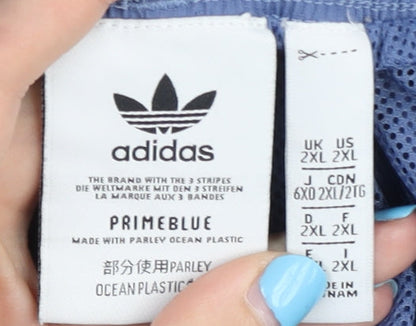 adidas
THE BRAND WITH THE 3 STRIPES
DIE WELTMARKE MIT DEN 3 STREIFEN
LA MARQUE AUX 3 BANDES
PRIMEBLUE
MADE WITH PARLEY OCEAN PLASTIC
部分使用PARLEY
OCEAN PLASTIC
UK US
2XL 2XL
J CDN
6XO 2XL/2TG
D F
2XL 2XL
E I
2XL
IN